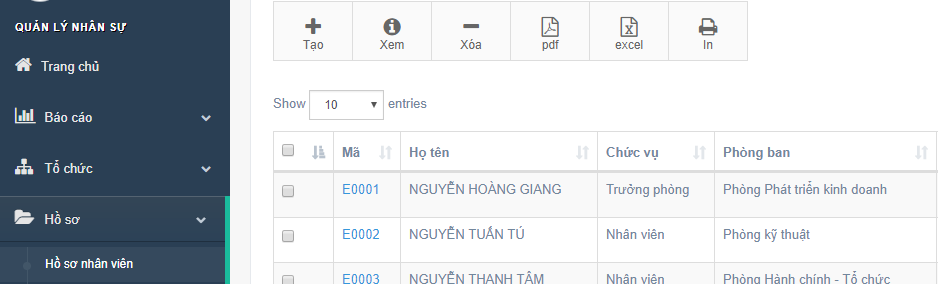 QUẢN LÝ NHÂN SỰ
Trang chủ
Báo cáo
Tổ chức
Hồ sơ
Hồ sơ nhân viên
Tạo Xem Xóa pdf excel In
Show 10 entries
Mã Họ tên Chức vụ Phòng ban
E0001 NGUYỄN HOÀNG GIANG Trưởng phòng Phòng Phát triển kinh doanh
E0002 NGUYỄN TUẤN TÚ Nhân viên Phòng kỹ thuật
E0003 NGUYỄN THANH TÂM Nhân viên Phòng Hành chính - Tổ chức